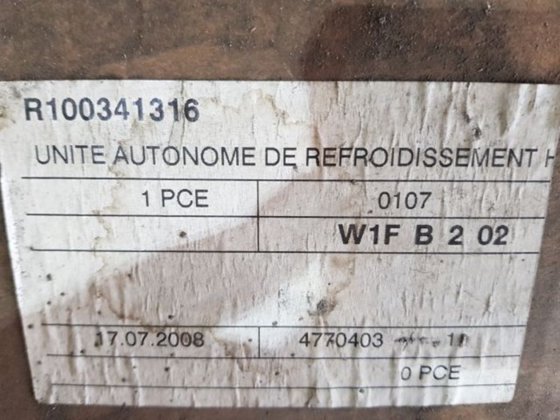 R100341316
UNITE AUTONOME DE REFROIDISSEMENT H
1 PCE 0107
W1F B 2 02
17.07.2008 4770403
0 PCE